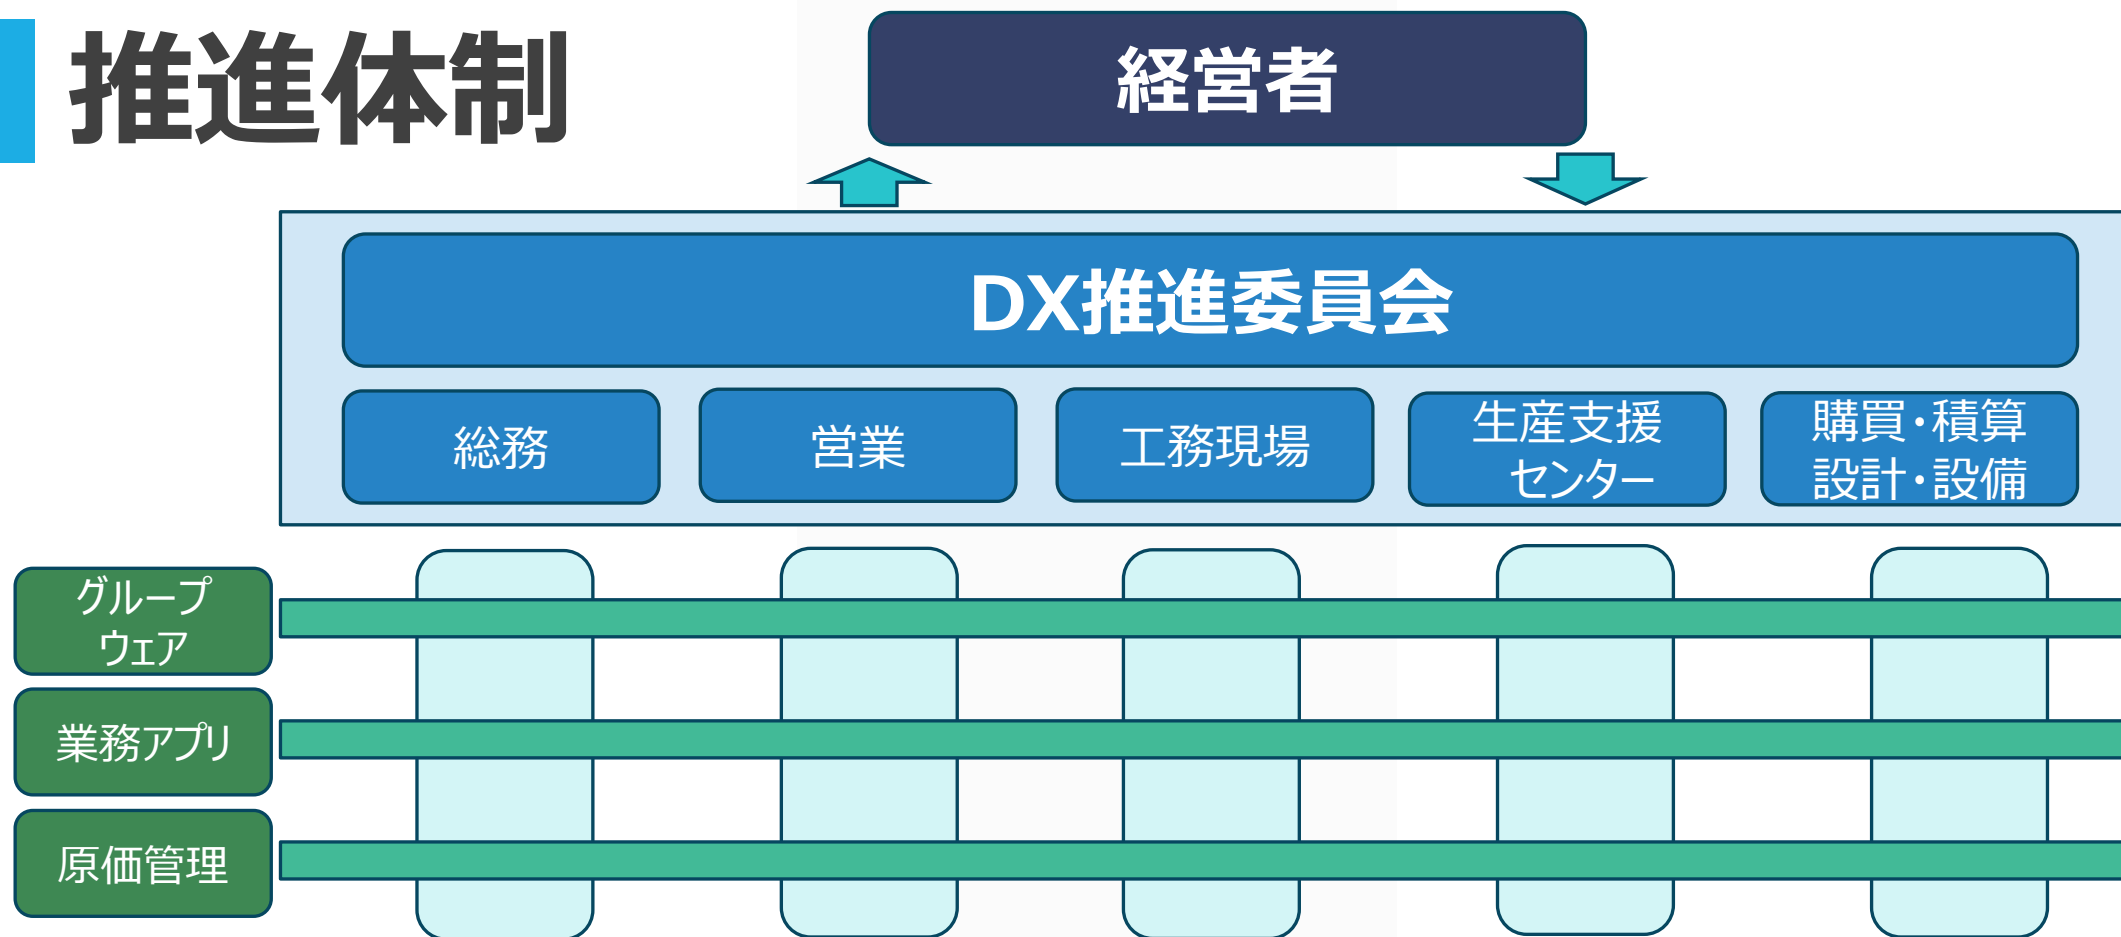 推進体制
経営者
DX推進委員会
総務
営業
工務現場
生産支援
センター
購買・積算
設計・設備
グループ
ウェア
業務アプリ
原価管理